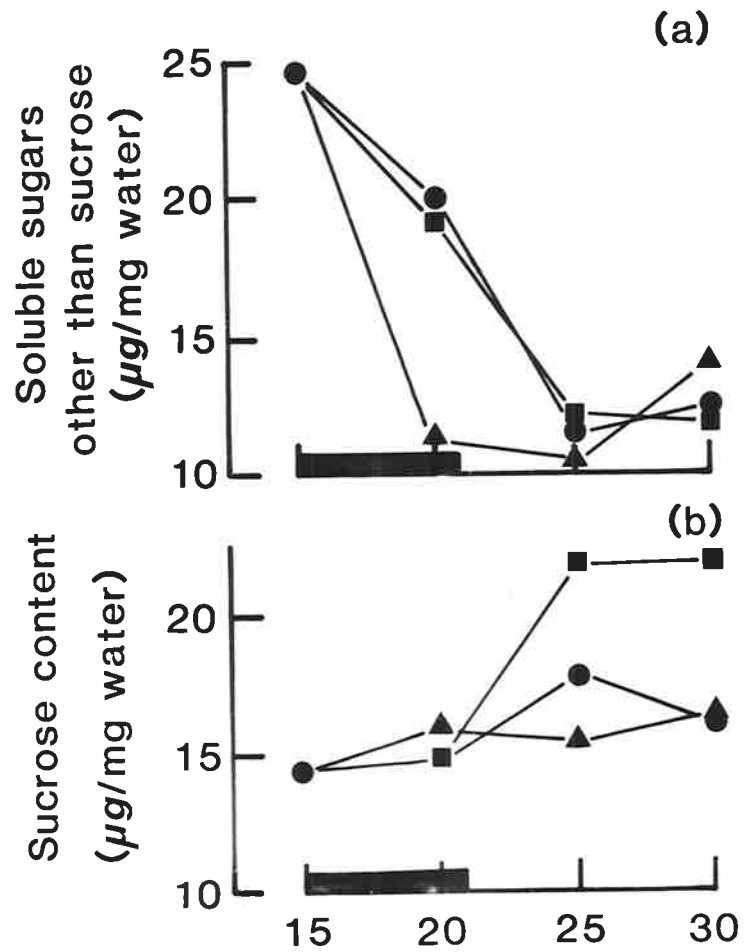 (a)
Soluble sugars
other than sucrose
(μg/mg water)
25
20
15
10
(b)
Sucrose content
(μg/mg water)
20
15
10
15 20 25 30